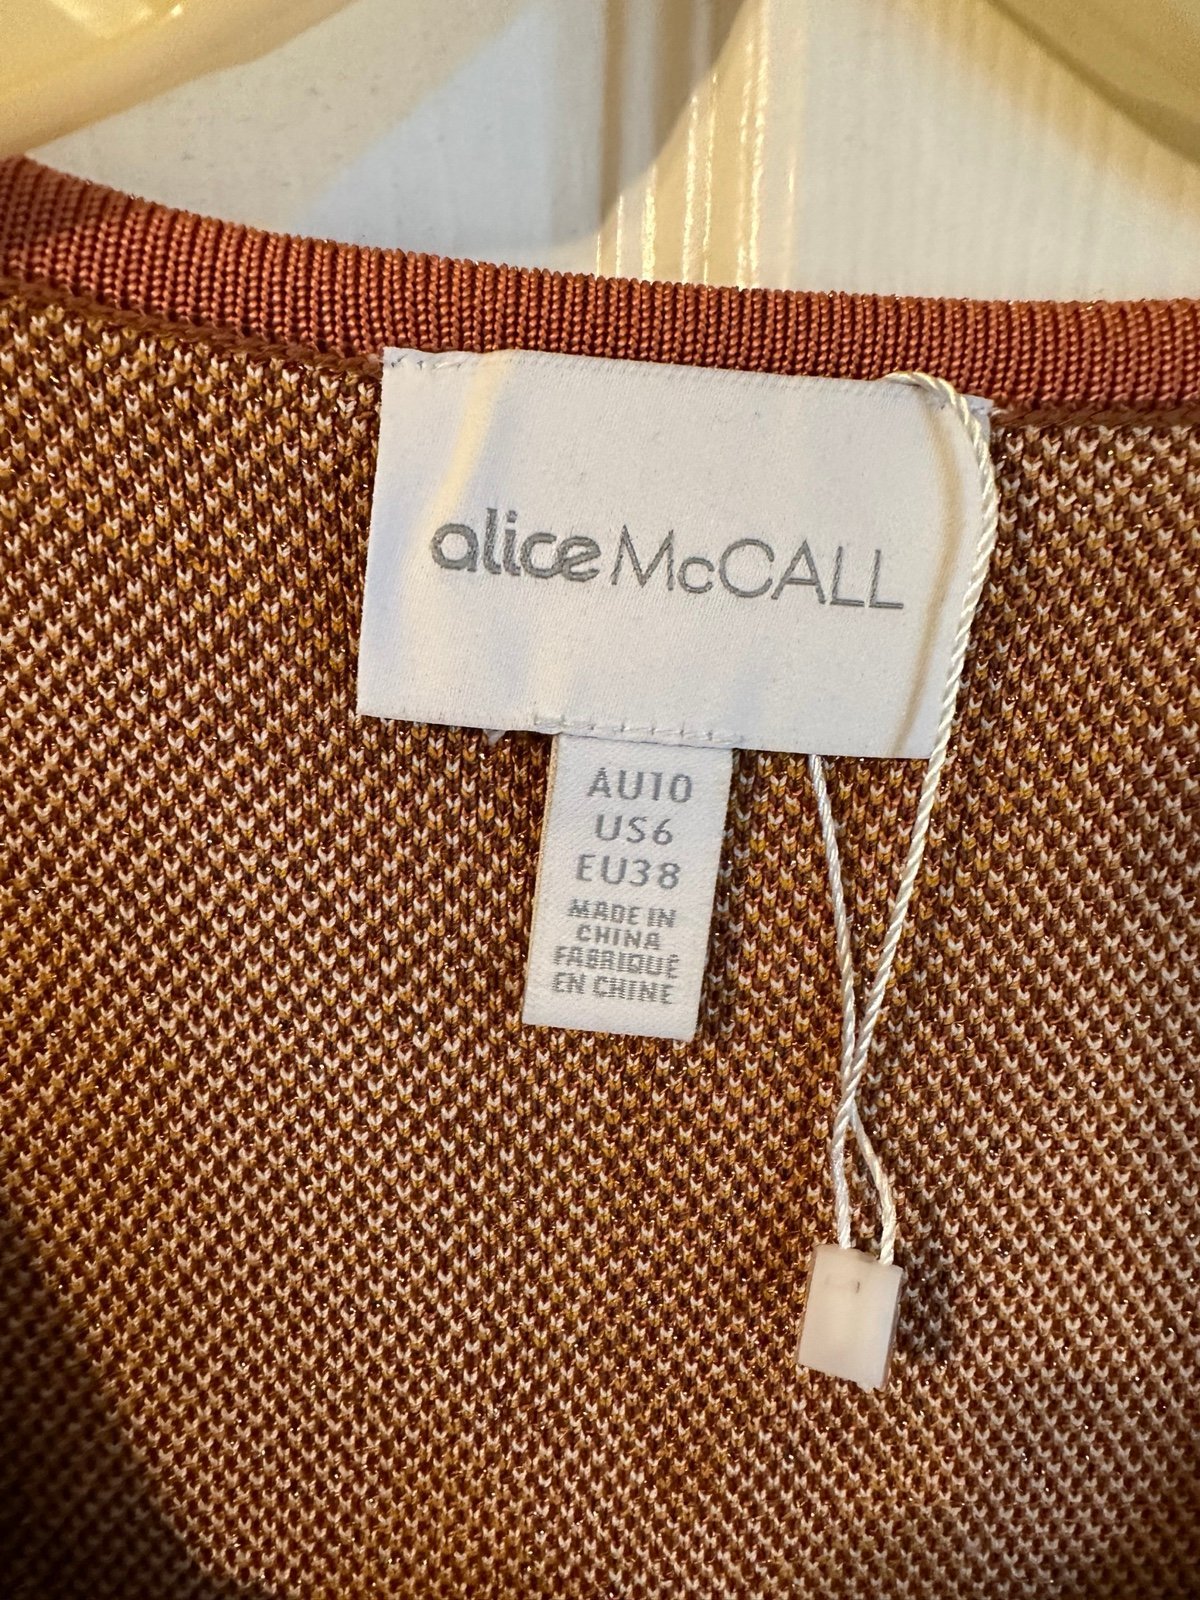 alice McCALL
AU10
US6
EU38
MADE IN
CHINA
FABRIQUÉ
EN CHINE